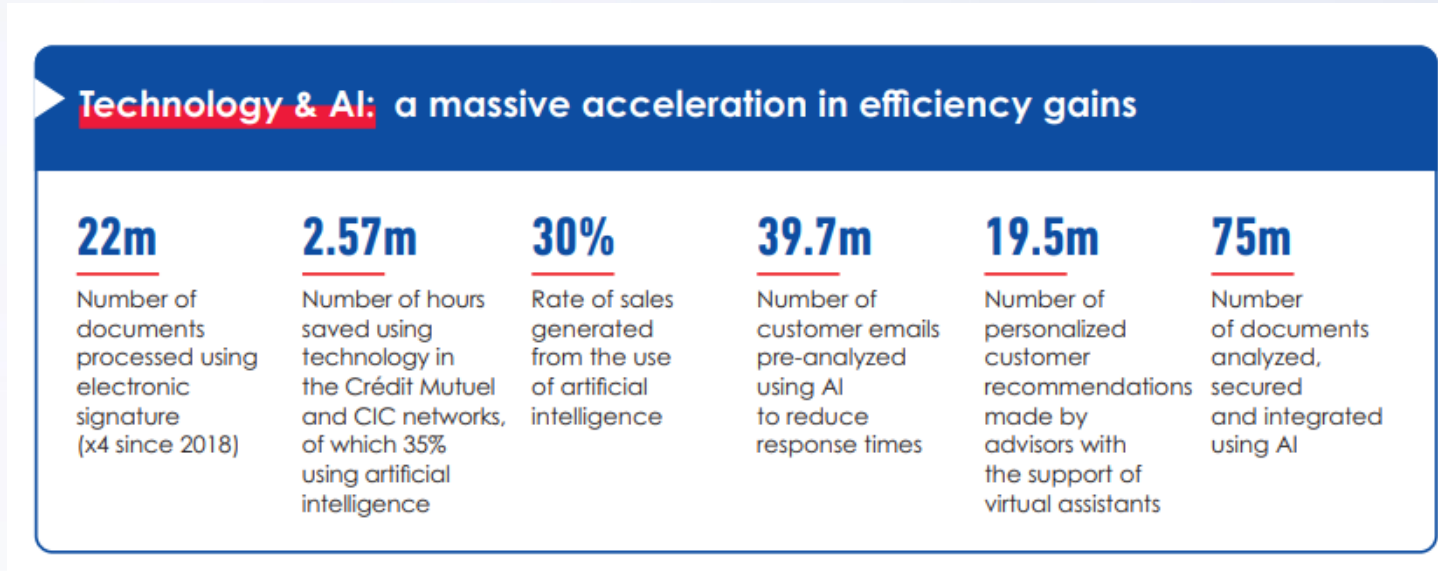 Technology & AI: a massive acceleration in efficiency gains
22m
Number of
documents
processed using
electronic
signature
(x4 since 2018)
2.57m
Number of hours
saved using
technology in
the Crédit Mutuel
and CIC networks,
of which 35%
using artificial
intelligence
30%
Rate of sales
generated
from the use
of artificial
intelligence
39.7m
Number of
customer emails
pre-analyzed
using AI
to reduce
response times
19.5m
Number of
personalized
customer
recommendations
made by
advisors with
the support of
virtual assistants
75m
Number
of documents
analyzed,
secured
and integrated
using AI